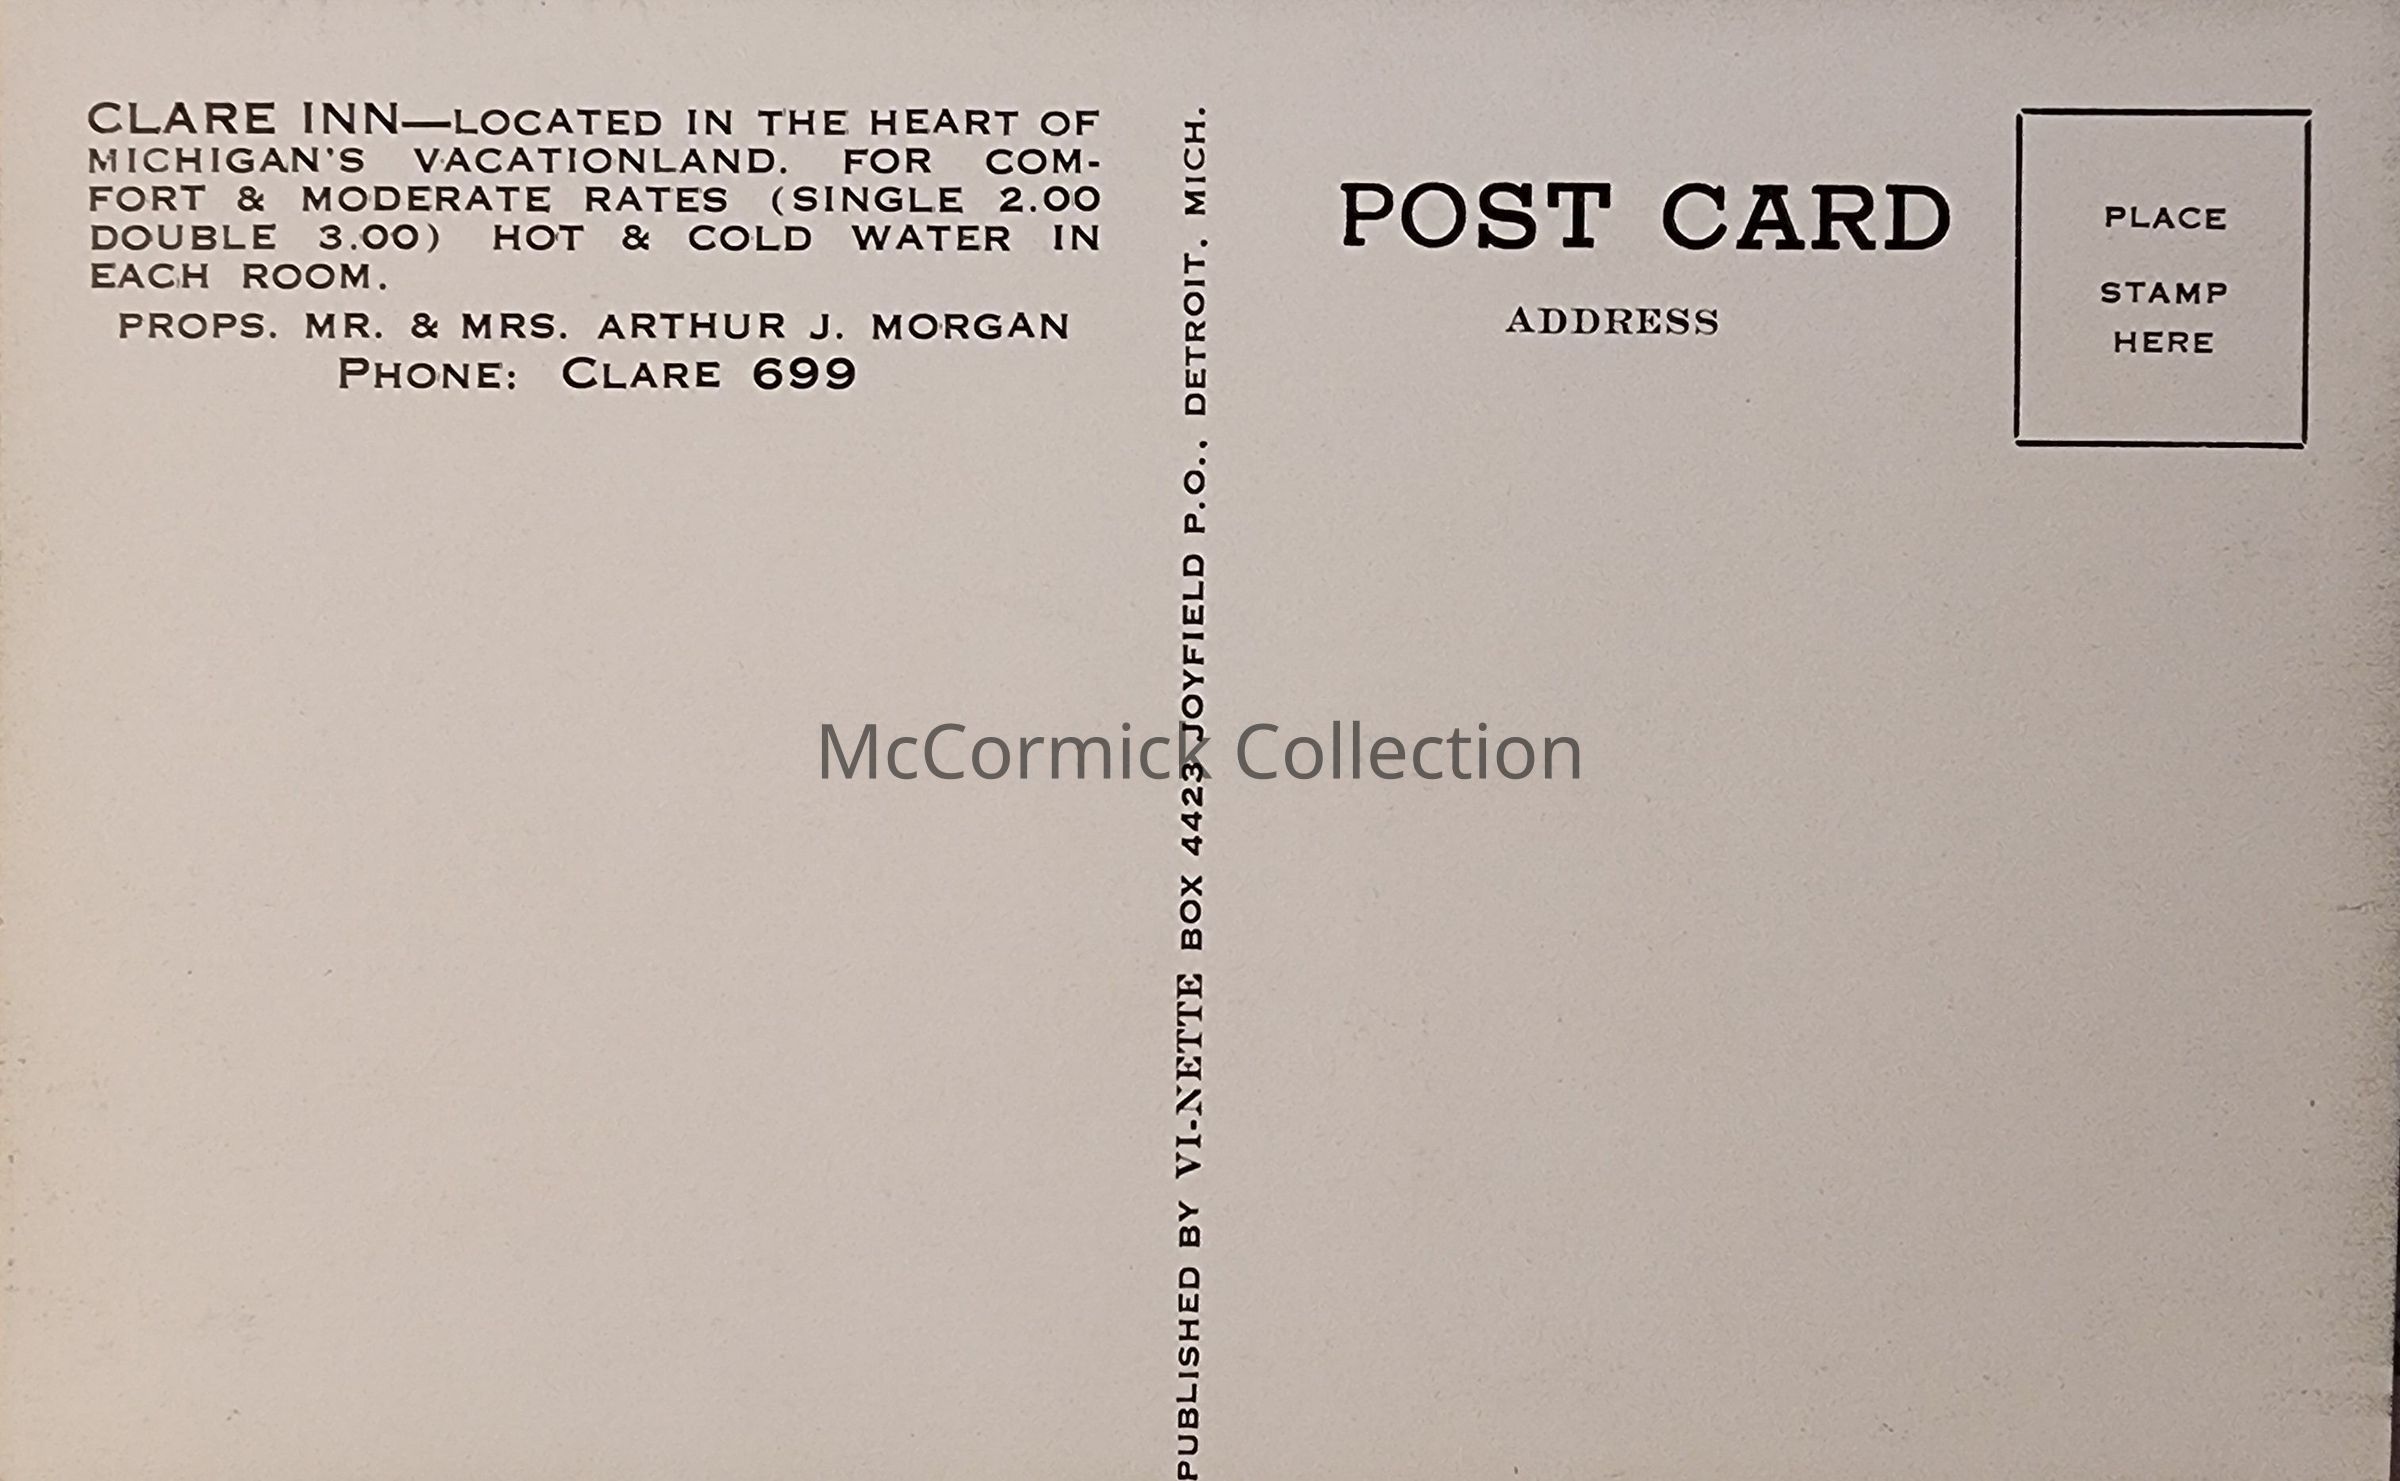 CLARE INN—LOCATED IN THE HEART OF
MICHIGAN'S VACATIONLAND. FOR COM-
FORT & MODERATE RATES (SINGLE 2.00
DOUBLE 3.00) HOT & COLD WATER IN
EACH ROOM.
PROPS. MR. & MRS. ARTHUR J. MORGAN
PHONE: CLARE 699
PUBLISHED BY VI-NETTE BOX 4423 JOYFIELD P.O., DETROIT, MICH.
POST CARD
ADDRESS
PLACE
STAMP
HERE
McCormick Collection